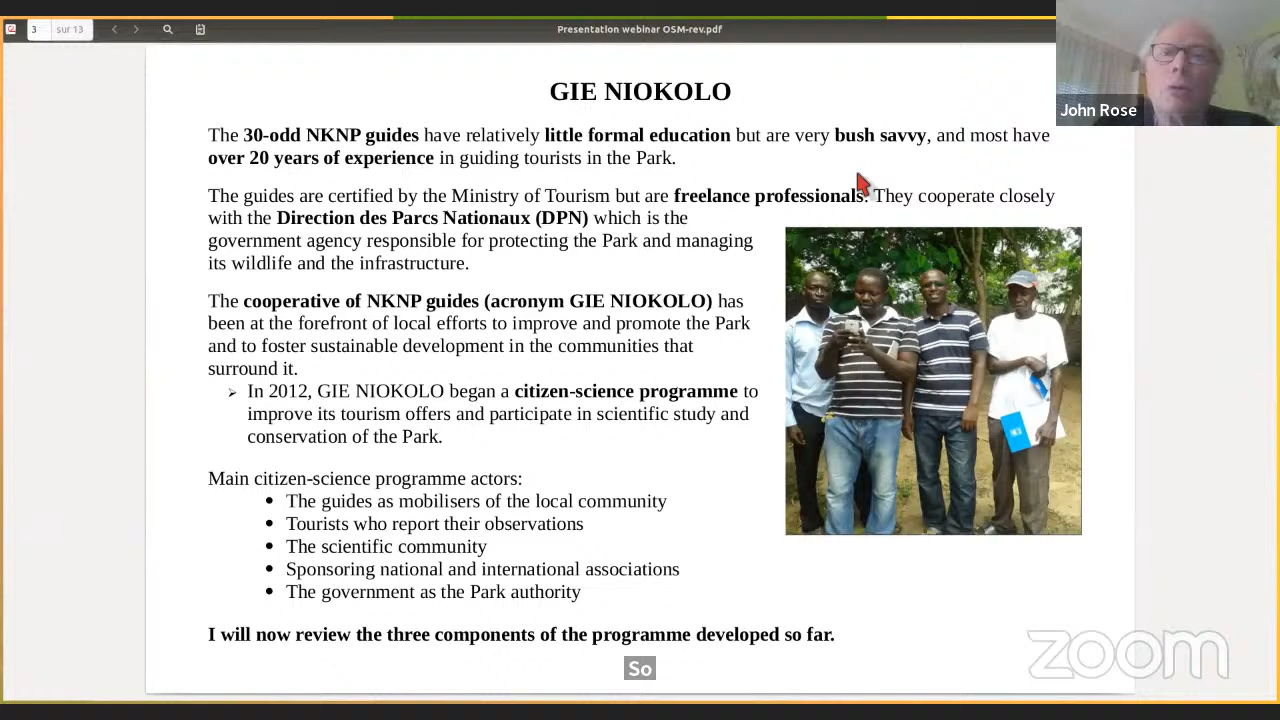 3 sur 13
Presentation webinar OSM-rev.pdf
John Rose
GIE NIOKOLO
The 30-odd NKNP guides have relatively little formal education but are very bush savvy, and most have
over 20 years of experience in guiding tourists in the Park.
The guides are certified by the Ministry of Tourism but are freelance professionals. They cooperate closely
with the Direction des Parcs Nationaux (DPN) which is the
government agency responsible for protecting the Park and managing
its wildlife and the infrastructure.
The cooperative of NKNP guides (acronym GIE NIOKOLO) has
been at the forefront of local efforts to improve and promote the Park
and to foster sustainable development in the communities that
surround it.
➢ In 2012, GIE NIOKOLO began a citizen-science programme to
improve its tourism offers and participate in scientific study and
conservation of the Park.
Main citizen-science programme actors:
• The guides as mobilisers of the local community
• Tourists who report their observations
• The scientific community
• Sponsoring national and international associations
• The government as the Park authority
I will now review the three components of the programme developed so far.
So
zoom